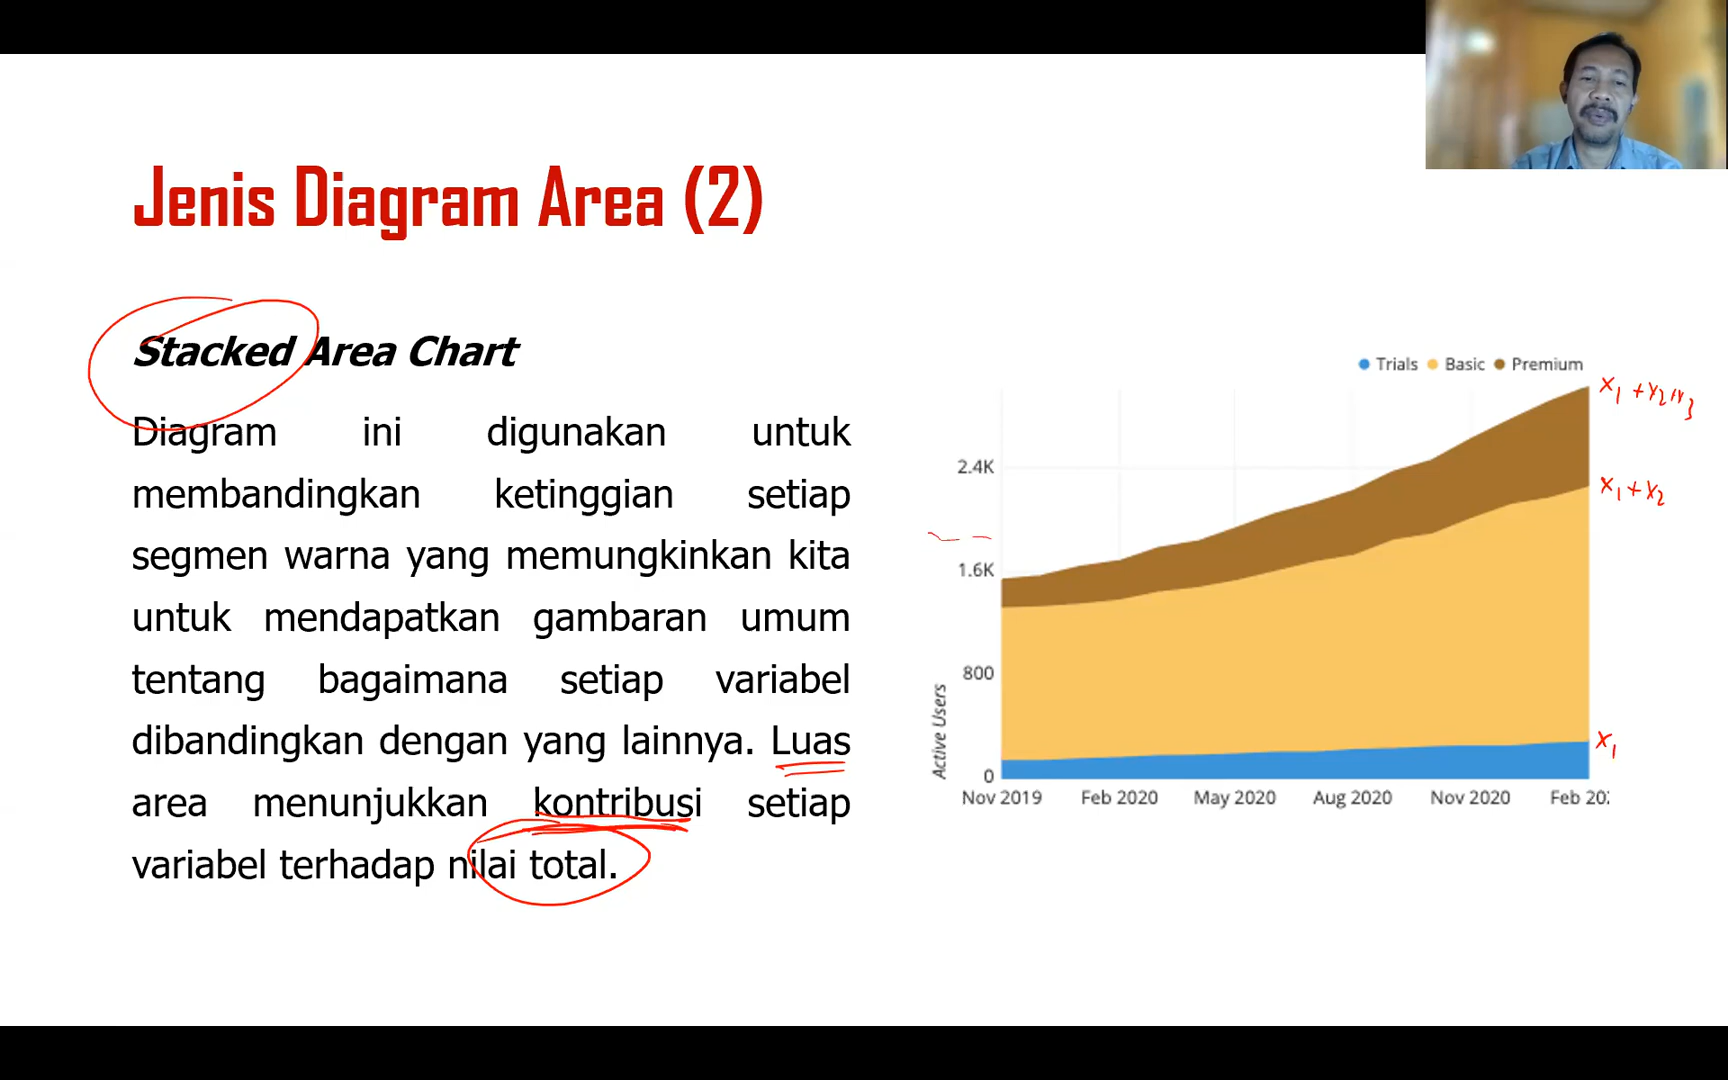 Jenis Diagram Area (2)
Stacked Area Chart
Diagram ini digunakan untuk
membandingkan ketinggian setiap
segmen warna yang memungkinkan kita
untuk mendapatkan gambaran umum
tentang bagaimana setiap variabel
dibandingkan dengan yang lainnya. Luas
area menunjukkan kontribusi setiap
variabel terhadap nilai total.
Trials Basic Premium
2.4K
1.6K
800
0
Active Users
Nov 2019 Feb 2020 May 2020 Aug 2020 Nov 2020 Feb 202
x₁ + x₂
x₁